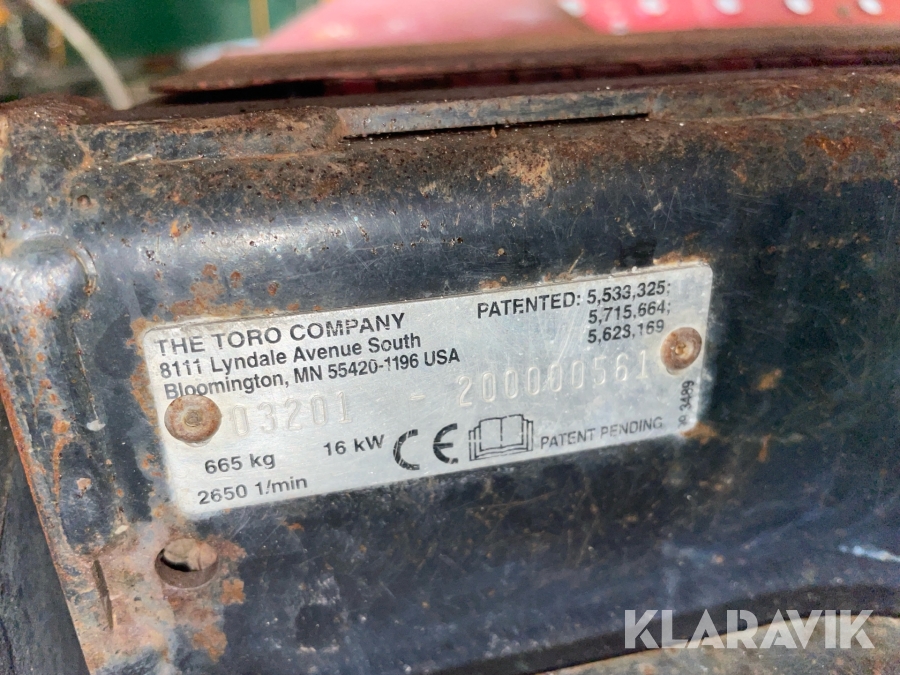 THE TORO COMPANY
8111 Lyndale Avenue South
Bloomington, MN 55420-1196 USA
PATENTED: 5,533,325;
5,715,664;
5,623,169
03201 - 200000561
665 kg 16 kW CE PATENT PENDING
2650 1/min
3489
KLARAVIK